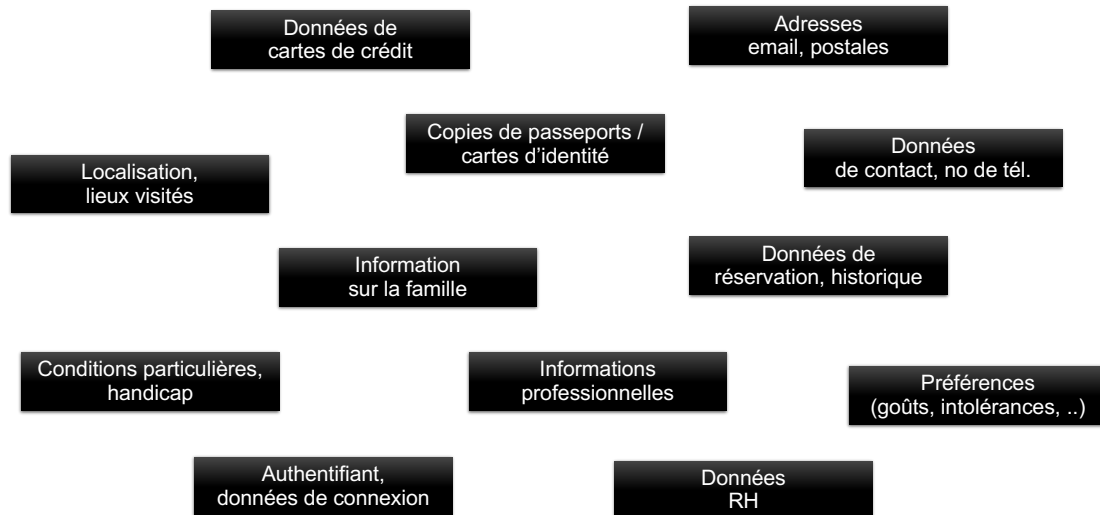 Données de
cartes de crédit
Adresses
email, postales
Copies de passeports /
cartes d’identité
Données
de contact, no de tél.
Localisation,
lieux visités
Information
sur la famille
Données de
réservation, historique
Conditions particulières,
handicap
Informations
professionnelles
Préférences
(goûts, intolérances, ..)
Authentifiant,
données de connexion
Données
RH